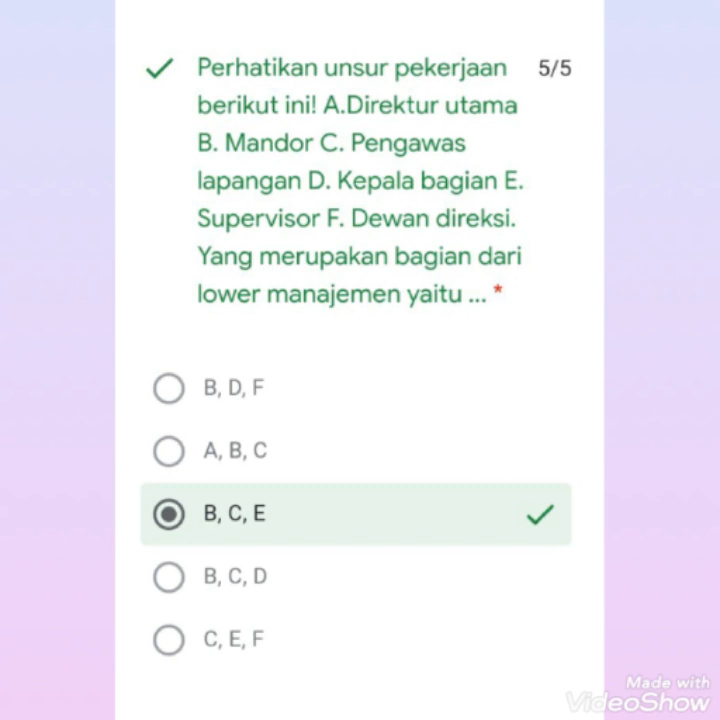 Perhatikan unsur pekerjaan 5/5
berikut ini! A.Direktur utama
B. Mandor C. Pengawas
lapangan D. Kepala bagian E.
Supervisor F. Dewan direksi.
Yang merupakan bagian dari
lower manajemen yaitu ... *
B, D, F
A, B, C
B, C, E
B, C, D
C, E, F
Made with
VideoShow